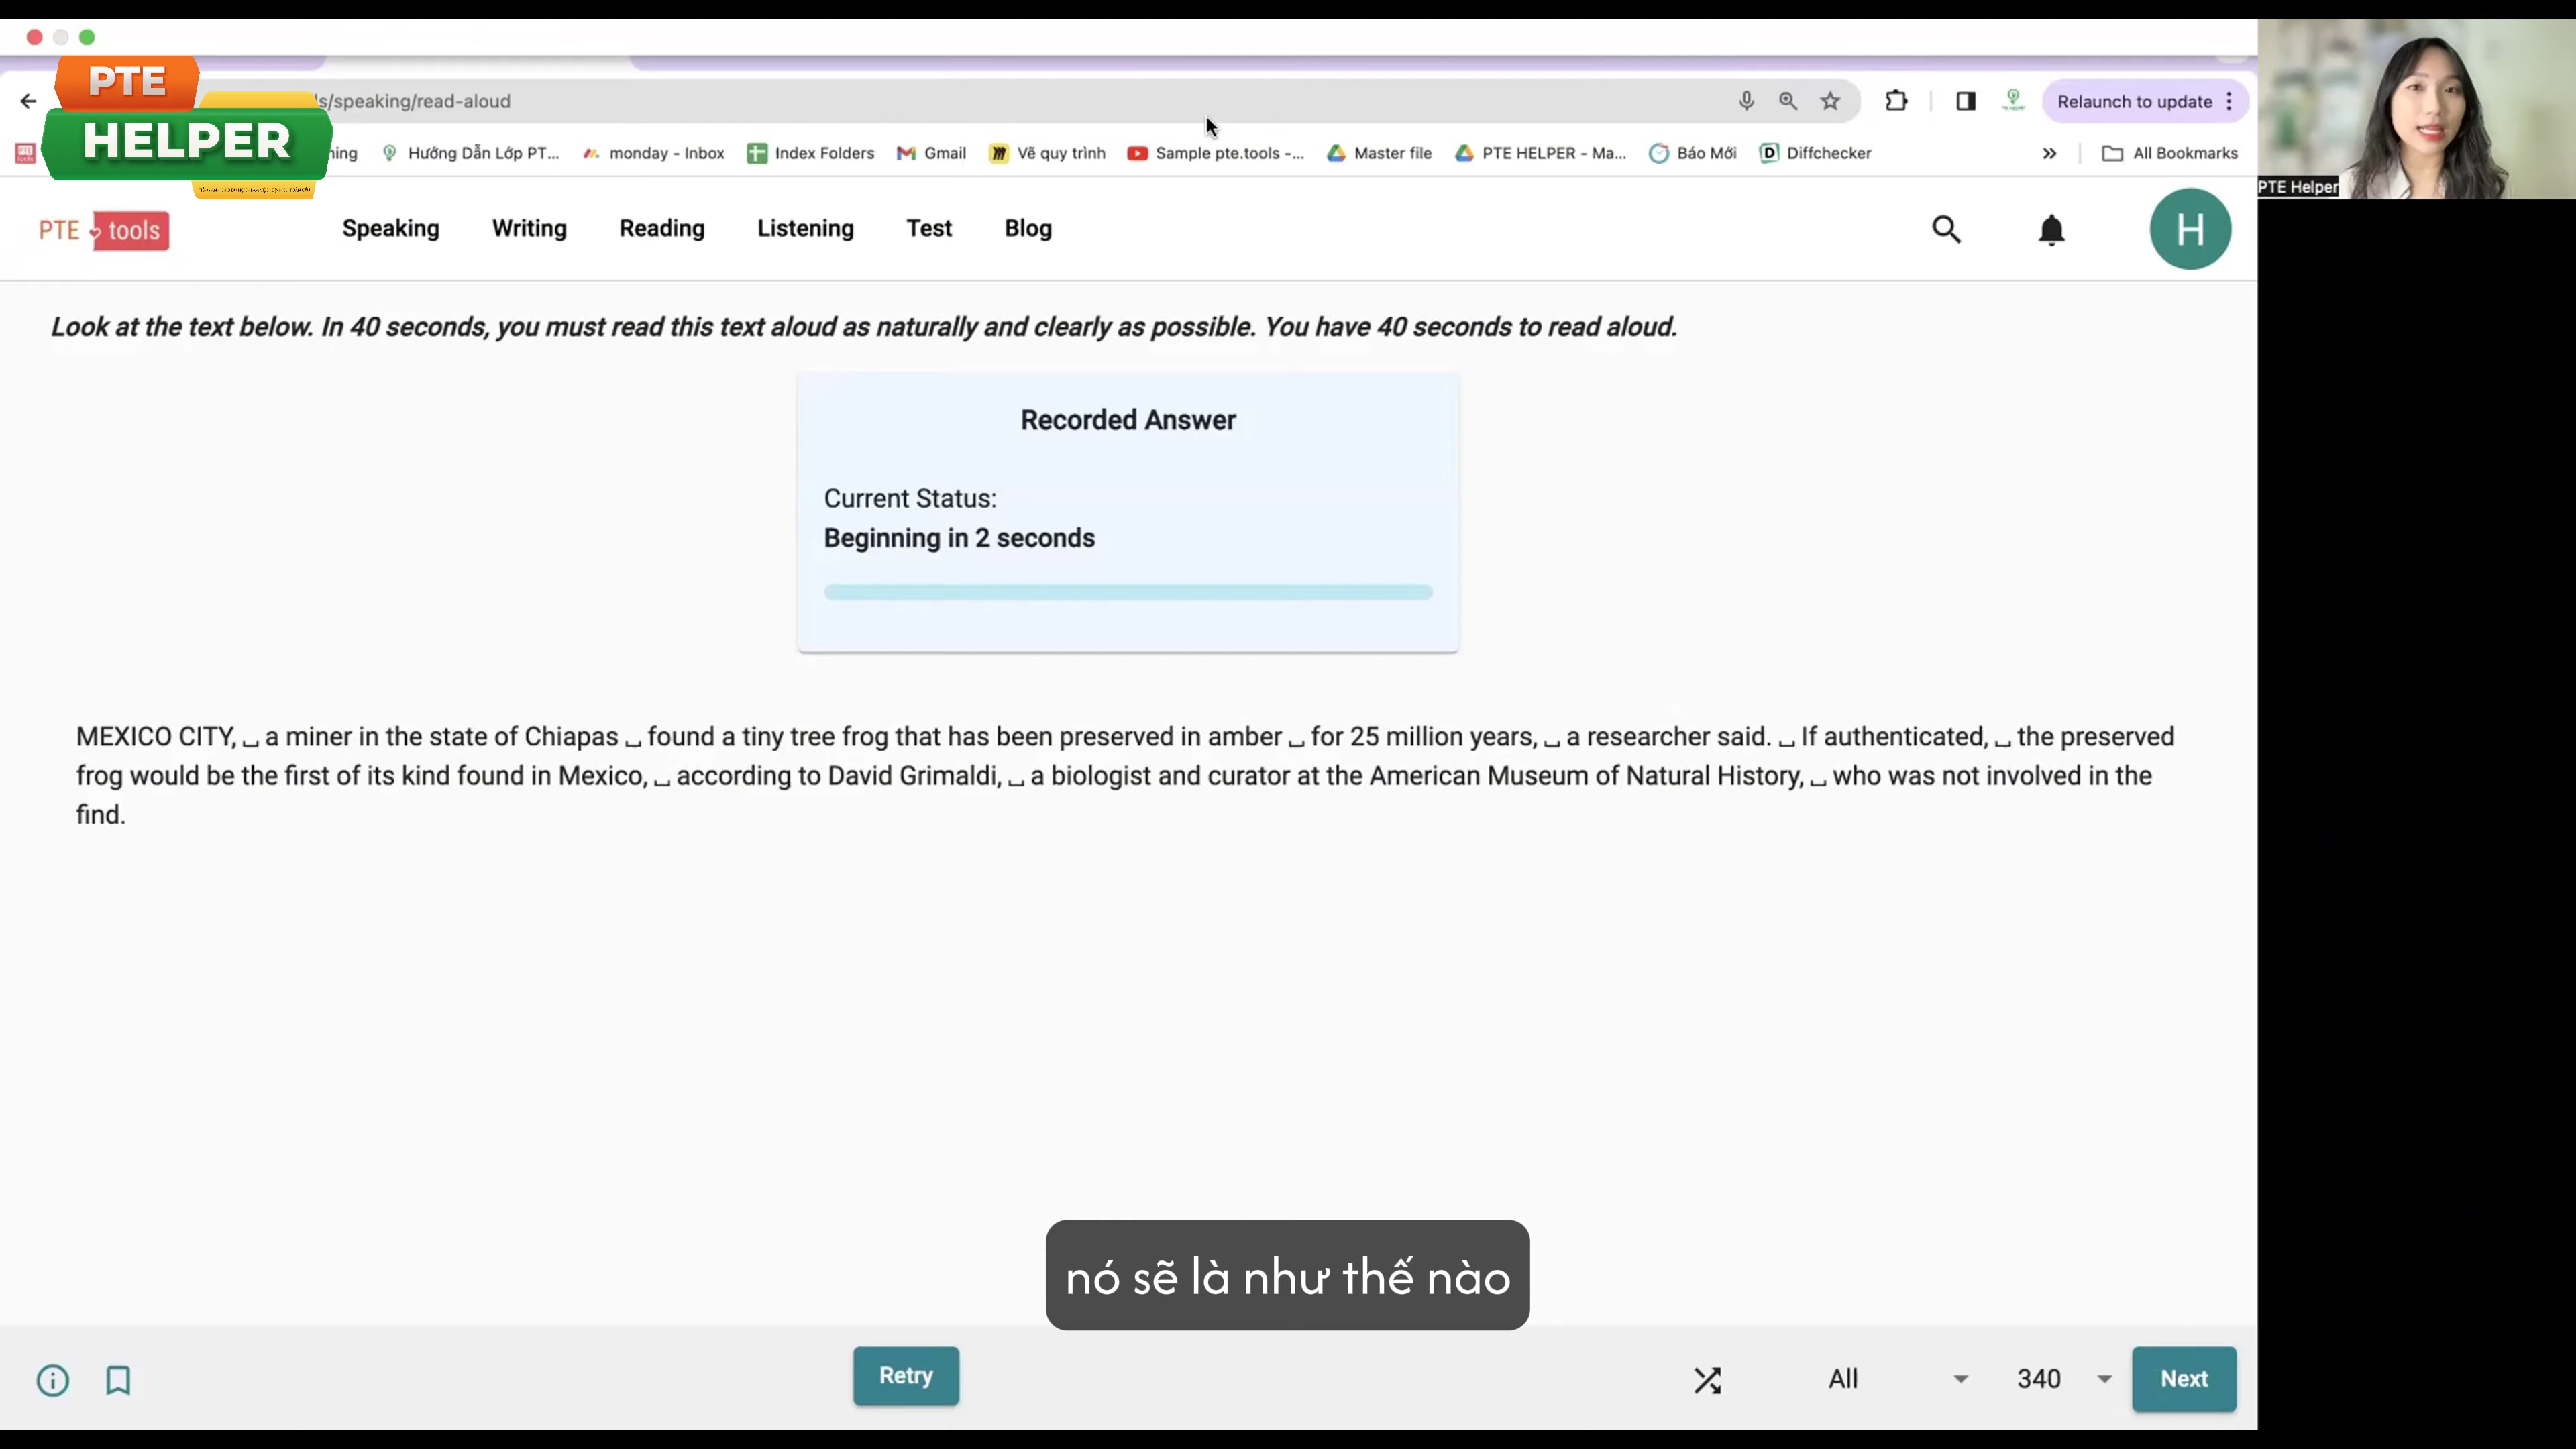 PTE
HELPER
ls/speaking/read-aloud
Relaunch to update
ning
Hướng Dẫn Lớp PT...
monday - Inbox
Index Folders
Gmail
Vẽ quy trình
Sample pte.tools -...
Master file
PTE HELPER - Ma...
Báo Mới
Diffchecker
»
All Bookmarks
PTE Helper
PTE tools
Speaking
Writing
Reading
Listening
Test
Blog
H
Look at the text below. In 40 seconds, you must read this text aloud as naturally and clearly as possible. You have 40 seconds to read aloud.
Recorded Answer
Current Status:
Beginning in 2 seconds
MEXICO CITY, ⎵ a miner in the state of Chiapas ⎵ found a tiny tree frog that has been preserved in amber ⎵ for 25 million years, ⎵ a researcher said. ⎵ If authenticated, ⎵ the preserved
frog would be the first of its kind found in Mexico, ⎵ according to David Grimaldi, ⎵ a biologist and curator at the American Museum of Natural History, ⎵ who was not involved in the
find.
nó sẽ là như thế nào
Retry
All
340
Next